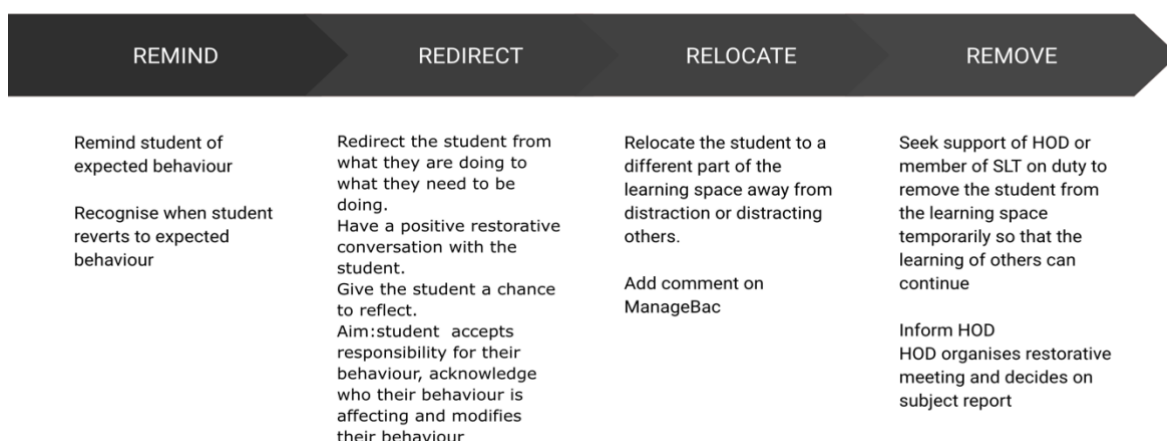 REMIND
REDIRECT
RELOCATE
REMOVE
Remind student of
expected behaviour
Recognise when student
reverts to expected
behaviour
Redirect the student from
what they are doing to
what they need to be
doing.
Have a positive restorative
conversation with the
student.
Give the student a chance
to reflect.
Aim:student accepts
responsibility for their
behaviour, acknowledge
who their behaviour is
affecting and modifies
their behaviour
Relocate the student to a
different part of the
learning space away from
distraction or distracting
others.
Add comment on
ManageBac
Seek support of HOD or
member of SLT on duty to
remove the student from
the learning space
temporarily so that the
learning of others can
continue
Inform HOD
HOD organises restorative
meeting and decides on
subject report